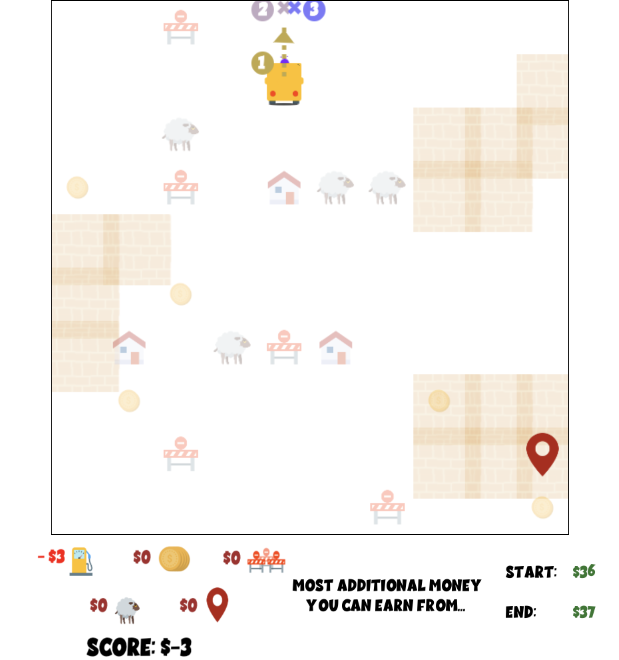 2 3
1
- $3 $0 $0
$0 $0
SCORE: $-3
MOST ADDITIONAL MONEY
YOU CAN EARN FROM...
START: $36
END: $37